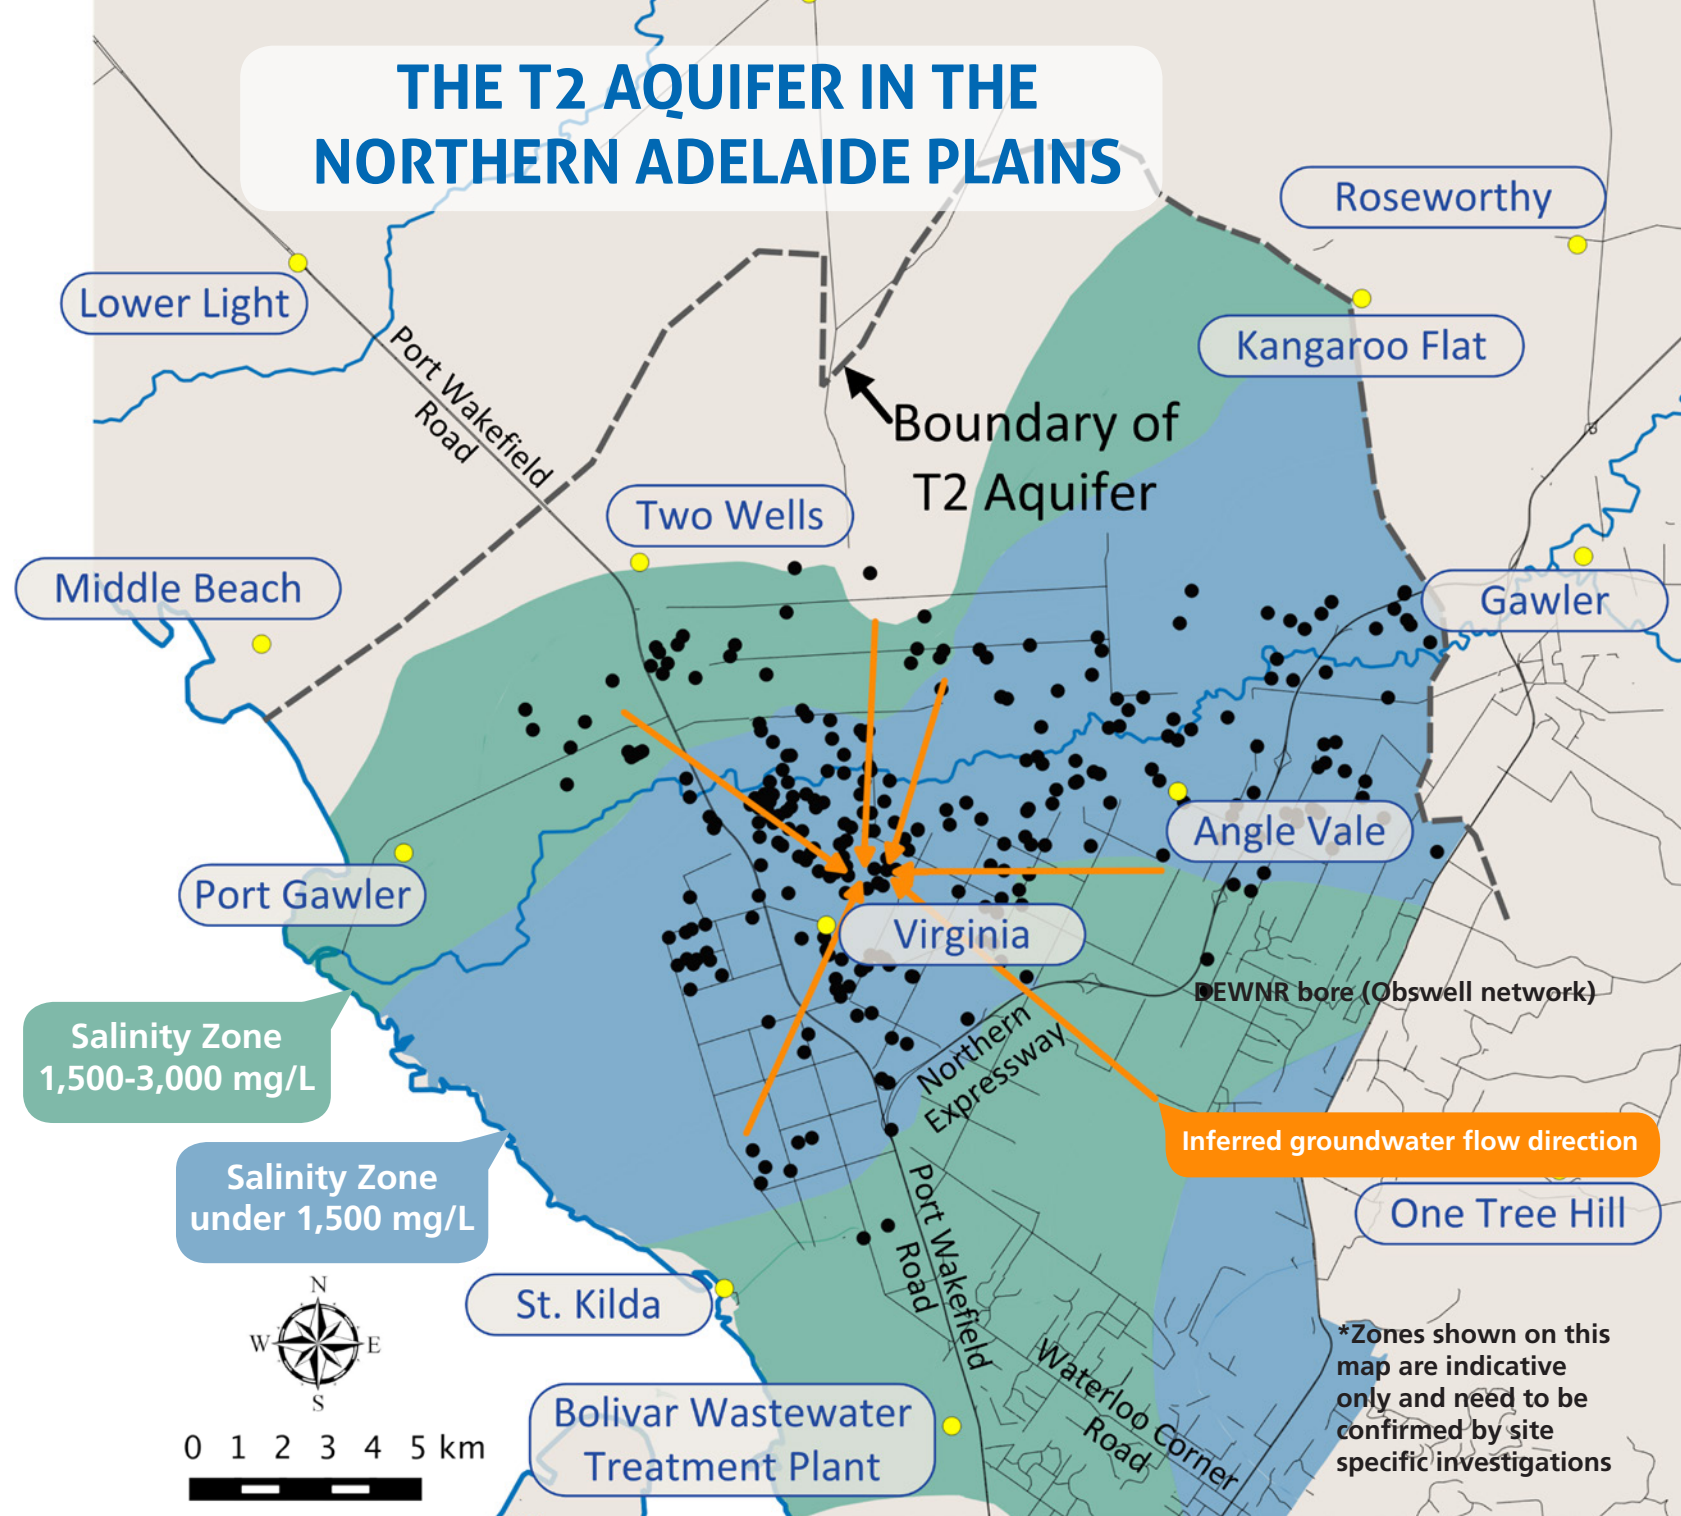 THE T2 AQUIFER IN THE
NORTHERN ADELAIDE PLAINS
Roseworthy
Lower Light
Kangaroo Flat
Port Wakefield
Road
Boundary of
T2 Aquifer
Two Wells
Middle Beach
Gawler
Angle Vale
Port Gawler
Virginia
DEWNR bore (Obswell network)
Salinity Zone
1,500-3,000 mg/L
Northern
Expressway
Inferred groundwater flow direction
Salinity Zone
under 1,500 mg/L
Port Wakefield
Road
One Tree Hill
N
W
E
S
St. Kilda
*Zones shown on this
map are indicative
only and need to be
confirmed by site
specific investigations
Waterloo Corner
Road
Bolivar Wastewater
Treatment Plant
0 1 2 3 4 5 km